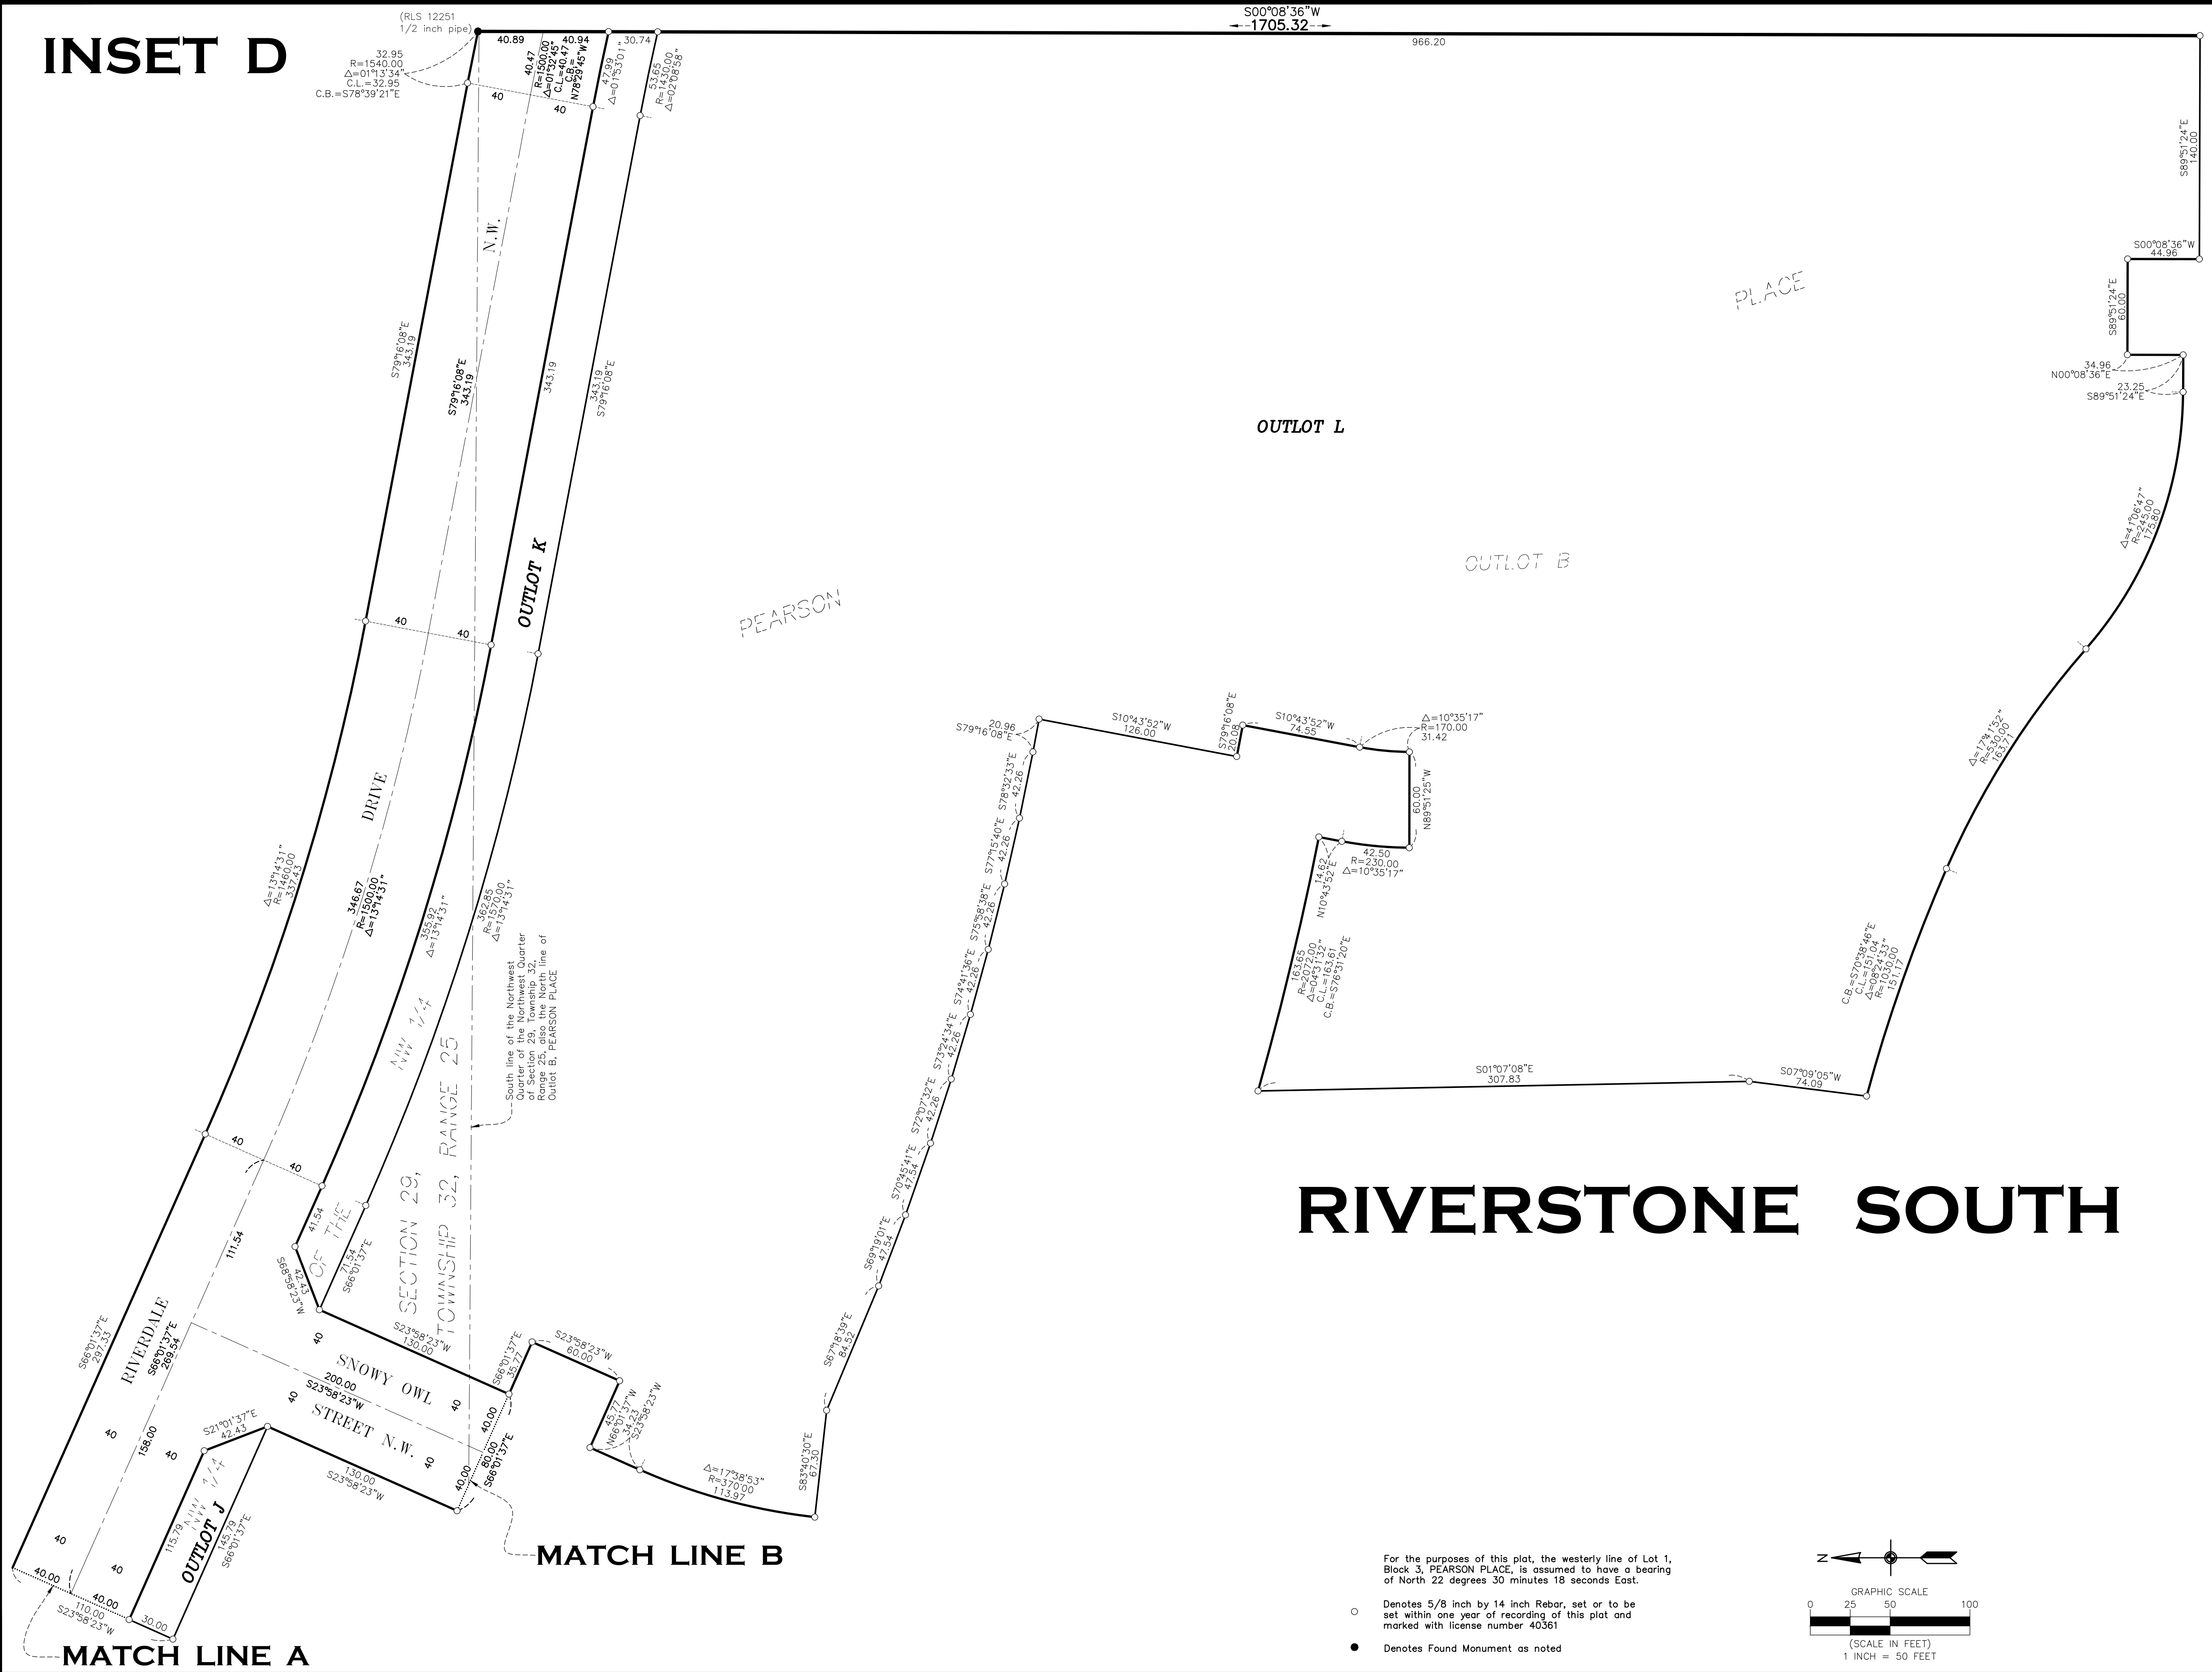 INSET D
(RLS 12251
1/2 inch pipe)
32.95
R=1540.00
△=01°13'34"
C.L.=32.95
C.B.=S78°39'21"E
40.89
40.94
30.74
S00°08'36"W
1705.32
966.20
40.47
R=1500.00
△=01°32'45"
C.L.=40.47
C.B.=
N78°29'45"W
47.99
△=01°53'01"
53.65
R=1430.00
△=02°08'58"
40
40
S89°51'24"E
140.00
N.W.
S00°08'36"W
44.96
S89°51'24"E
60.00
34.96
N00°08'36"E
23.25
S89°51'24"E
PLACE
S79°16'08"E
343.19
S79°16'08"E
343.19
343.19
343.19
S79°16'08"E
OUTLOT L
△=41°06'47"
R=245.00
175.80
OUTLOT K
OUTLOT B
PEARSON
40
40
20.96
S79°16'08"E
S10°43'52"W
126.00
S79°16'08"E
20.08
S10°43'52"W
74.55
△=10°35'17"
R=170.00
31.42
△=17°41'52"
R=530.00
163.71
DRIVE
S78°32'33"E
42.26
60.00
N89°51'25"W
42.50
R=230.00
△=10°35'17"
14.62
N10°43'52"E
△=13°14'31"
R=1460.00
337.43
346.67
R=1500.00
△=13°14'31"
355.92
△=13°14'31"
362.85
R=1570.00
△=13°14'31"
S77°15'40"E
42.26
S75°58'38"E
42.26
S74°41'36"E
42.26
S73°24'34"E
42.26
S72°07'32"E
42.26
S70°45'41"E
47.54
S69°19'01"E
47.54
S67°18'39"E
84.52
S83°40'30"E
67.30
163.65
R=2072.00
△=04°31'32"
C.L.=163.61
C.B.=S76°31'20"E
C.B.=S70°38'46"E
C.L.=151.04
△=08°24'33"
R=1030.00
151.17
South line of the Northwest
Quarter of the Northwest Quarter
of Section 29, Township 32,
Range 25, also the North line of
Outlot B, PEARSON PLACE
NW 1/4
S01°07'08"E
307.83
S07°09'05"W
74.09
40
40
111.54
41.54
42.43
S68°58'23"W
71.54
S66°01'37"E
OF THE
SECTION 29,
TOWNSHIP 32, RANGE 25
RIVERSTONE SOUTH
S66°01'37"E
297.33
RIVERDALE
S66°01'37"E
269.54
40
S23°58'23"W
130.00
S66°01'37"E
35.77
S23°58'23"W
60.00
SNOWY OWL
200.00
S23°58'23"W
STREET N.W.
40
40
40
45.77
N66°01'37"W
34.23
S23°58'23"W
△=17°38'53"
R=370.00
113.97
40
158.00
40
S21°01'37"E
42.43
130.00
S23°58'23"W
40.00
80.00
S66°01'37"E
40.00
NW 1/4
115.79
OUTLOT J
145.79
S66°01'37"E
40
40
40.00
40.00
110.00
S23°58'23"W
30.00
MATCH LINE B
MATCH LINE A
For the purposes of this plat, the westerly line of Lot 1,
Block 3, PEARSON PLACE, is assumed to have a bearing
of North 22 degrees 30 minutes 18 seconds East.
Denotes 5/8 inch by 14 inch Rebar, set or to be
set within one year of recording of this plat and
marked with license number 40361
Denotes Found Monument as noted
N
GRAPHIC SCALE
0 25 50 100
(SCALE IN FEET)
1 INCH = 50 FEET